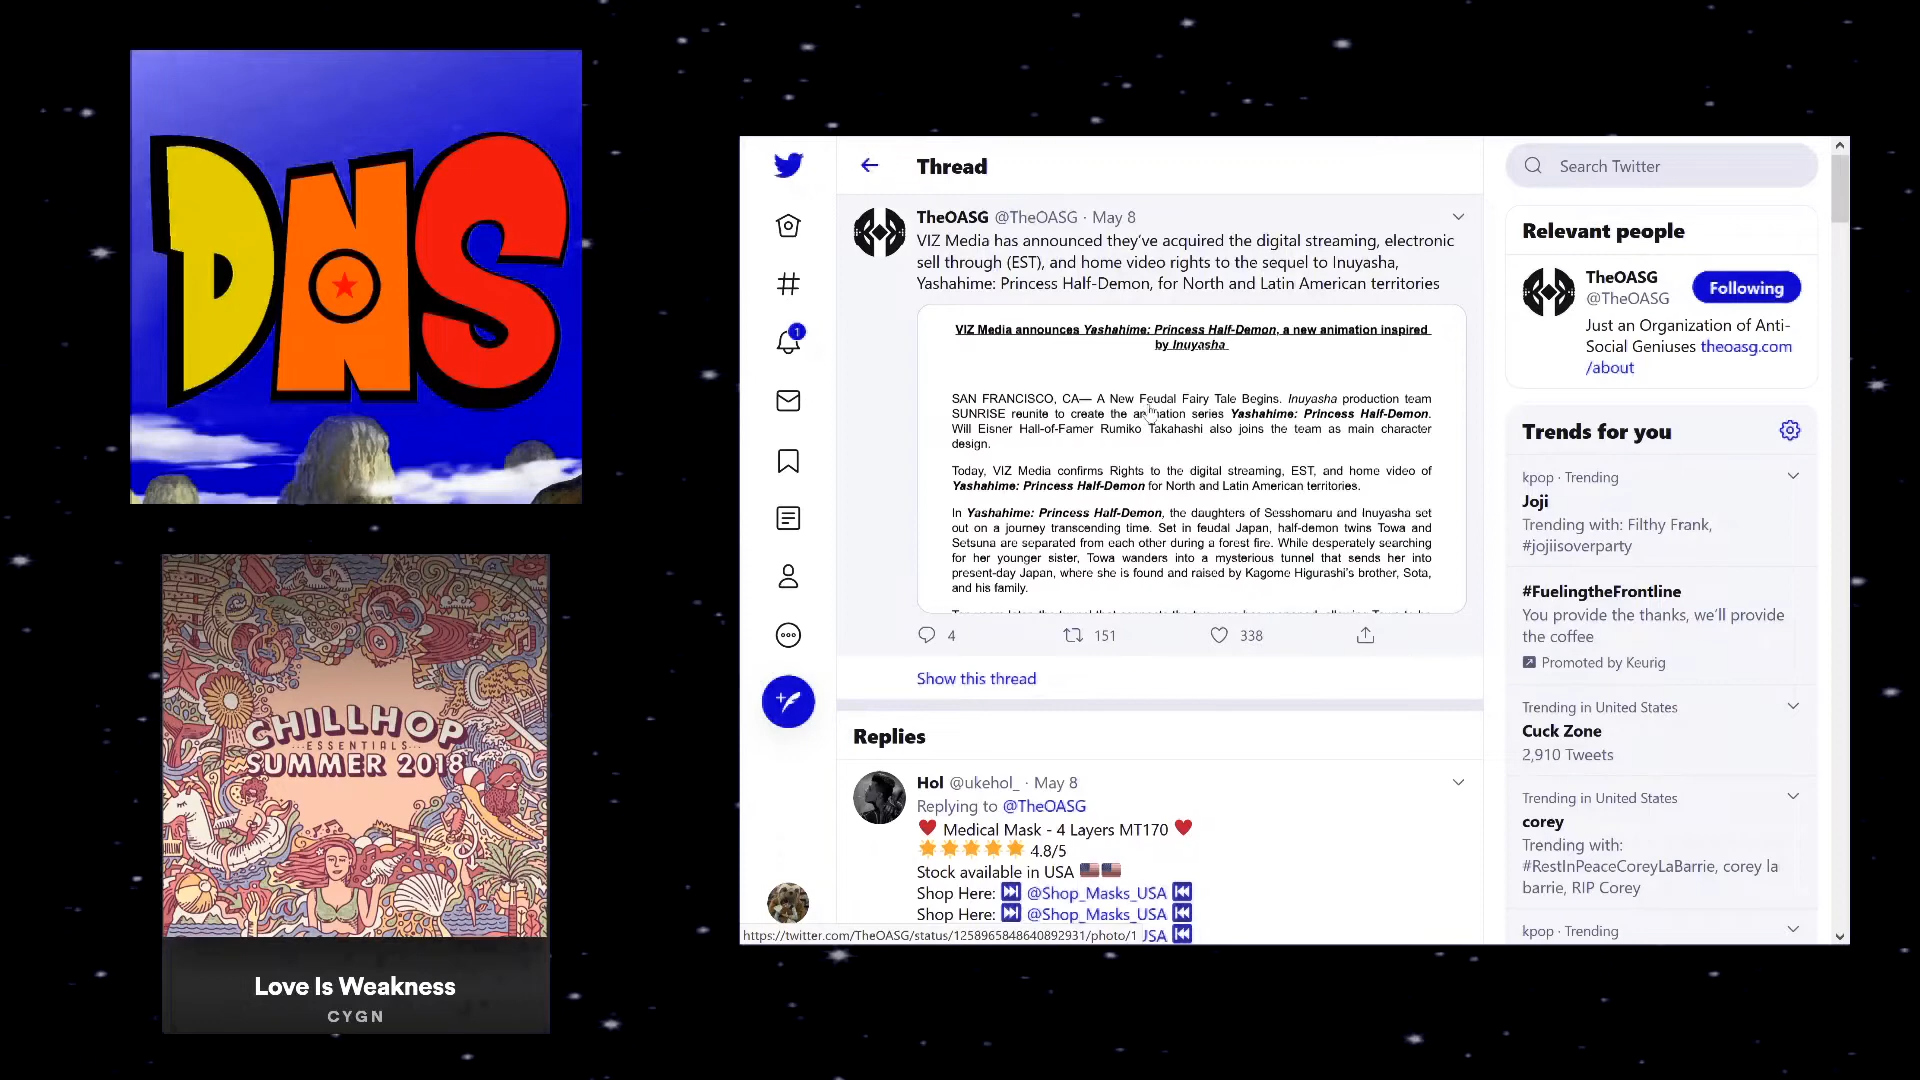 DNS
CHILLHOP
ESSENTIALS
SUMMER 2018
Love Is Weakness
CYGN
Thread
TheOASG @TheOASG · May 8
VIZ Media has announced they've acquired the digital streaming, electronic
sell through (EST), and home video rights to the sequel to Inuyasha,
Yashahime: Princess Half-Demon, for North and Latin American territories
VIZ Media announces Yashahime: Princess Half-Demon, a new animation inspired
by Inuyasha
SAN FRANCISCO, CA— A New Feudal Fairy Tale Begins. Inuyasha production team
SUNRISE reunite to create the animation series Yashahime: Princess Half-Demon.
Will Eisner Hall-of-Famer Rumiko Takahashi also joins the team as main character
design.
Today, VIZ Media confirms Rights to the digital streaming, EST, and home video of
Yashahime: Princess Half-Demon for North and Latin American territories.
In Yashahime: Princess Half-Demon, the daughters of Sesshomaru and Inuyasha set
out on a journey transcending time. Set in feudal Japan, half-demon twins Towa and
Setsuna are separated from each other during a forest fire. While desperately searching
for her younger sister, Towa wanders into a mysterious tunnel that sends her into
present-day Japan, where she is found and raised by Kagome Higurashi's brother, Sota,
and his family.
4 151 338
Show this thread
Replies
Hol @ukehol_ · May 8
Replying to @TheOASG
❤️ Medical Mask - 4 Layers MT170 ❤️
🌟🌟🌟🌟🌟 4.8/5
Stock available in USA 🇺🇸🇺🇸
Shop Here: ⏭ @Shop_Masks_USA ⏮
Shop Here: ⏭ @Shop_Masks_USA ⏮
USA ⏮
https://twitter.com/TheOASG/status/1258965848640892931/photo/1
1
Search Twitter
Relevant people
TheOASG
@TheOASG
Following
Just an Organization of Anti-
Social Geniuses theoasg.com
/about
Trends for you
kpop · Trending
Joji
Trending with: Filthy Frank,
#jojiisoverparty
#FuelingtheFrontline
You provide the thanks, we'll provide
the coffee
Promoted by Keurig
Trending in United States
Cuck Zone
2,910 Tweets
Trending in United States
corey
Trending with:
#RestInPeaceCoreyLaBarrie, corey la
barrie, RIP Corey
kpop · Trending